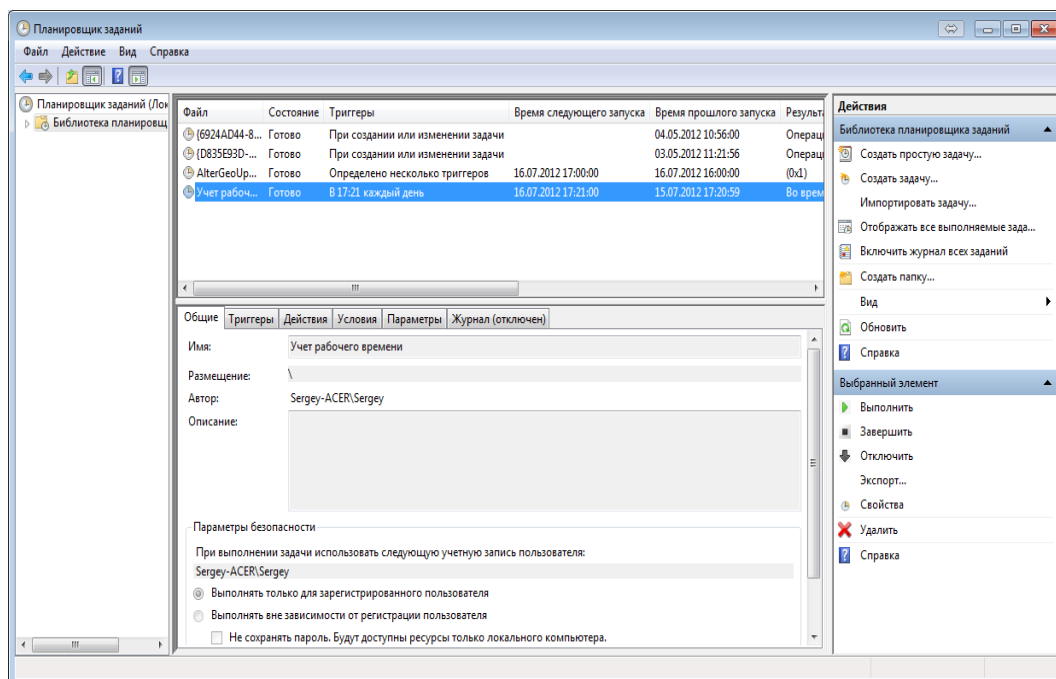 Планировщик заданий
Файл Действие Вид Справка
Планировщик заданий (Лок
Библиотека планировщ
Файл Состояние Триггеры Время следующего запуска Время прошлого запуска Результа
{6924AD44-8... Готово При создании или изменении задачи 04.05.2012 10:56:00 Операци
{D835E93D-... Готово При создании или изменении задачи 03.05.2012 11:21:56 Операци
AlterGeoUp... Готово Определено несколько триггеров 16.07.2012 17:00:00 16.07.2012 16:00:00 (0x1)
Учет рабоч... Готово В 17:21 каждый день 16.07.2012 17:21:00 15.07.2012 17:20:59 Во врем
Общие Триггеры Действия Условия Параметры Журнал (отключен)
Имя: Учет рабочего времени
Размещение: \
Автор: Sergey-ACER\Sergey
Описание:
Параметры безопасности
При выполнении задачи использовать следующую учетную запись пользователя:
Sergey-ACER\Sergey
Выполнять только для зарегистрированного пользователя
Выполнять вне зависимости от регистрации пользователя
Не сохранять пароль. Будут доступны ресурсы только локального компьютера.
Действия
Библиотека планировщика заданий
Создать простую задачу...
Создать задачу...
Импортировать задачу...
Отображать все выполняемые зада...
Включить журнал всех заданий
Создать папку...
Вид
Обновить
Справка
Выбранный элемент
Выполнить
Завершить
Отключить
Экспорт...
Свойства
Удалить
Справка